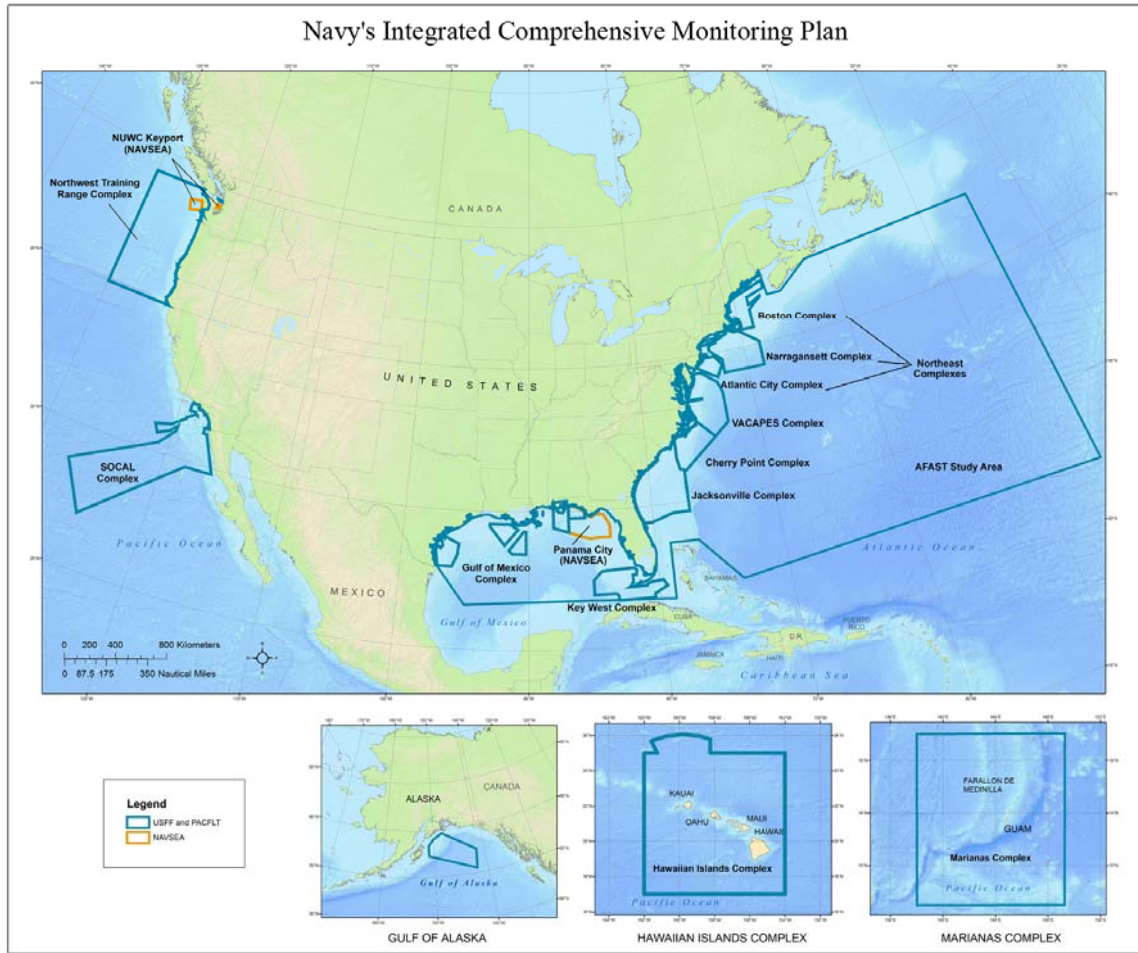 Navy's Integrated Comprehensive Monitoring Plan
NUWC Keyport
(NAVSEA)
Northwest Training
Range Complex
CANADA
UNITED STATES
Boston Complex
Narragansett Complex
Northeast
Complexes
Atlantic City Complex
VACAPES Complex
Cherry Point Complex
AFAST Study Area
Jacksonville Complex
SOCAL
Complex
Pacific Ocean
Atlantic Ocean
Panama City
(NAVSEA)
Gulf of Mexico
Complex
MEXICO
Key West Complex
BAHAMAS
Gulf of Mexico
CUBA
D.R.
PUERTO
RICO
JAMAICA
HAITI
Caribbean Sea
0 200 400 800 Kilometers
0 87.5 175 350 Nautical Miles
Legend
USFF and PACFLT
NAVSEA
ALASKA
CANADA
Gulf of Alaska
GULF OF ALASKA
KAUAI
OAHU
MAUI
HAWAII
Hawaiian Islands Complex
Pacific Ocean
HAWAIIAN ISLANDS COMPLEX
FARALLON DE
MEDINILLA
GUAM
Marianas Complex
Pacific Ocean
MARIANAS COMPLEX